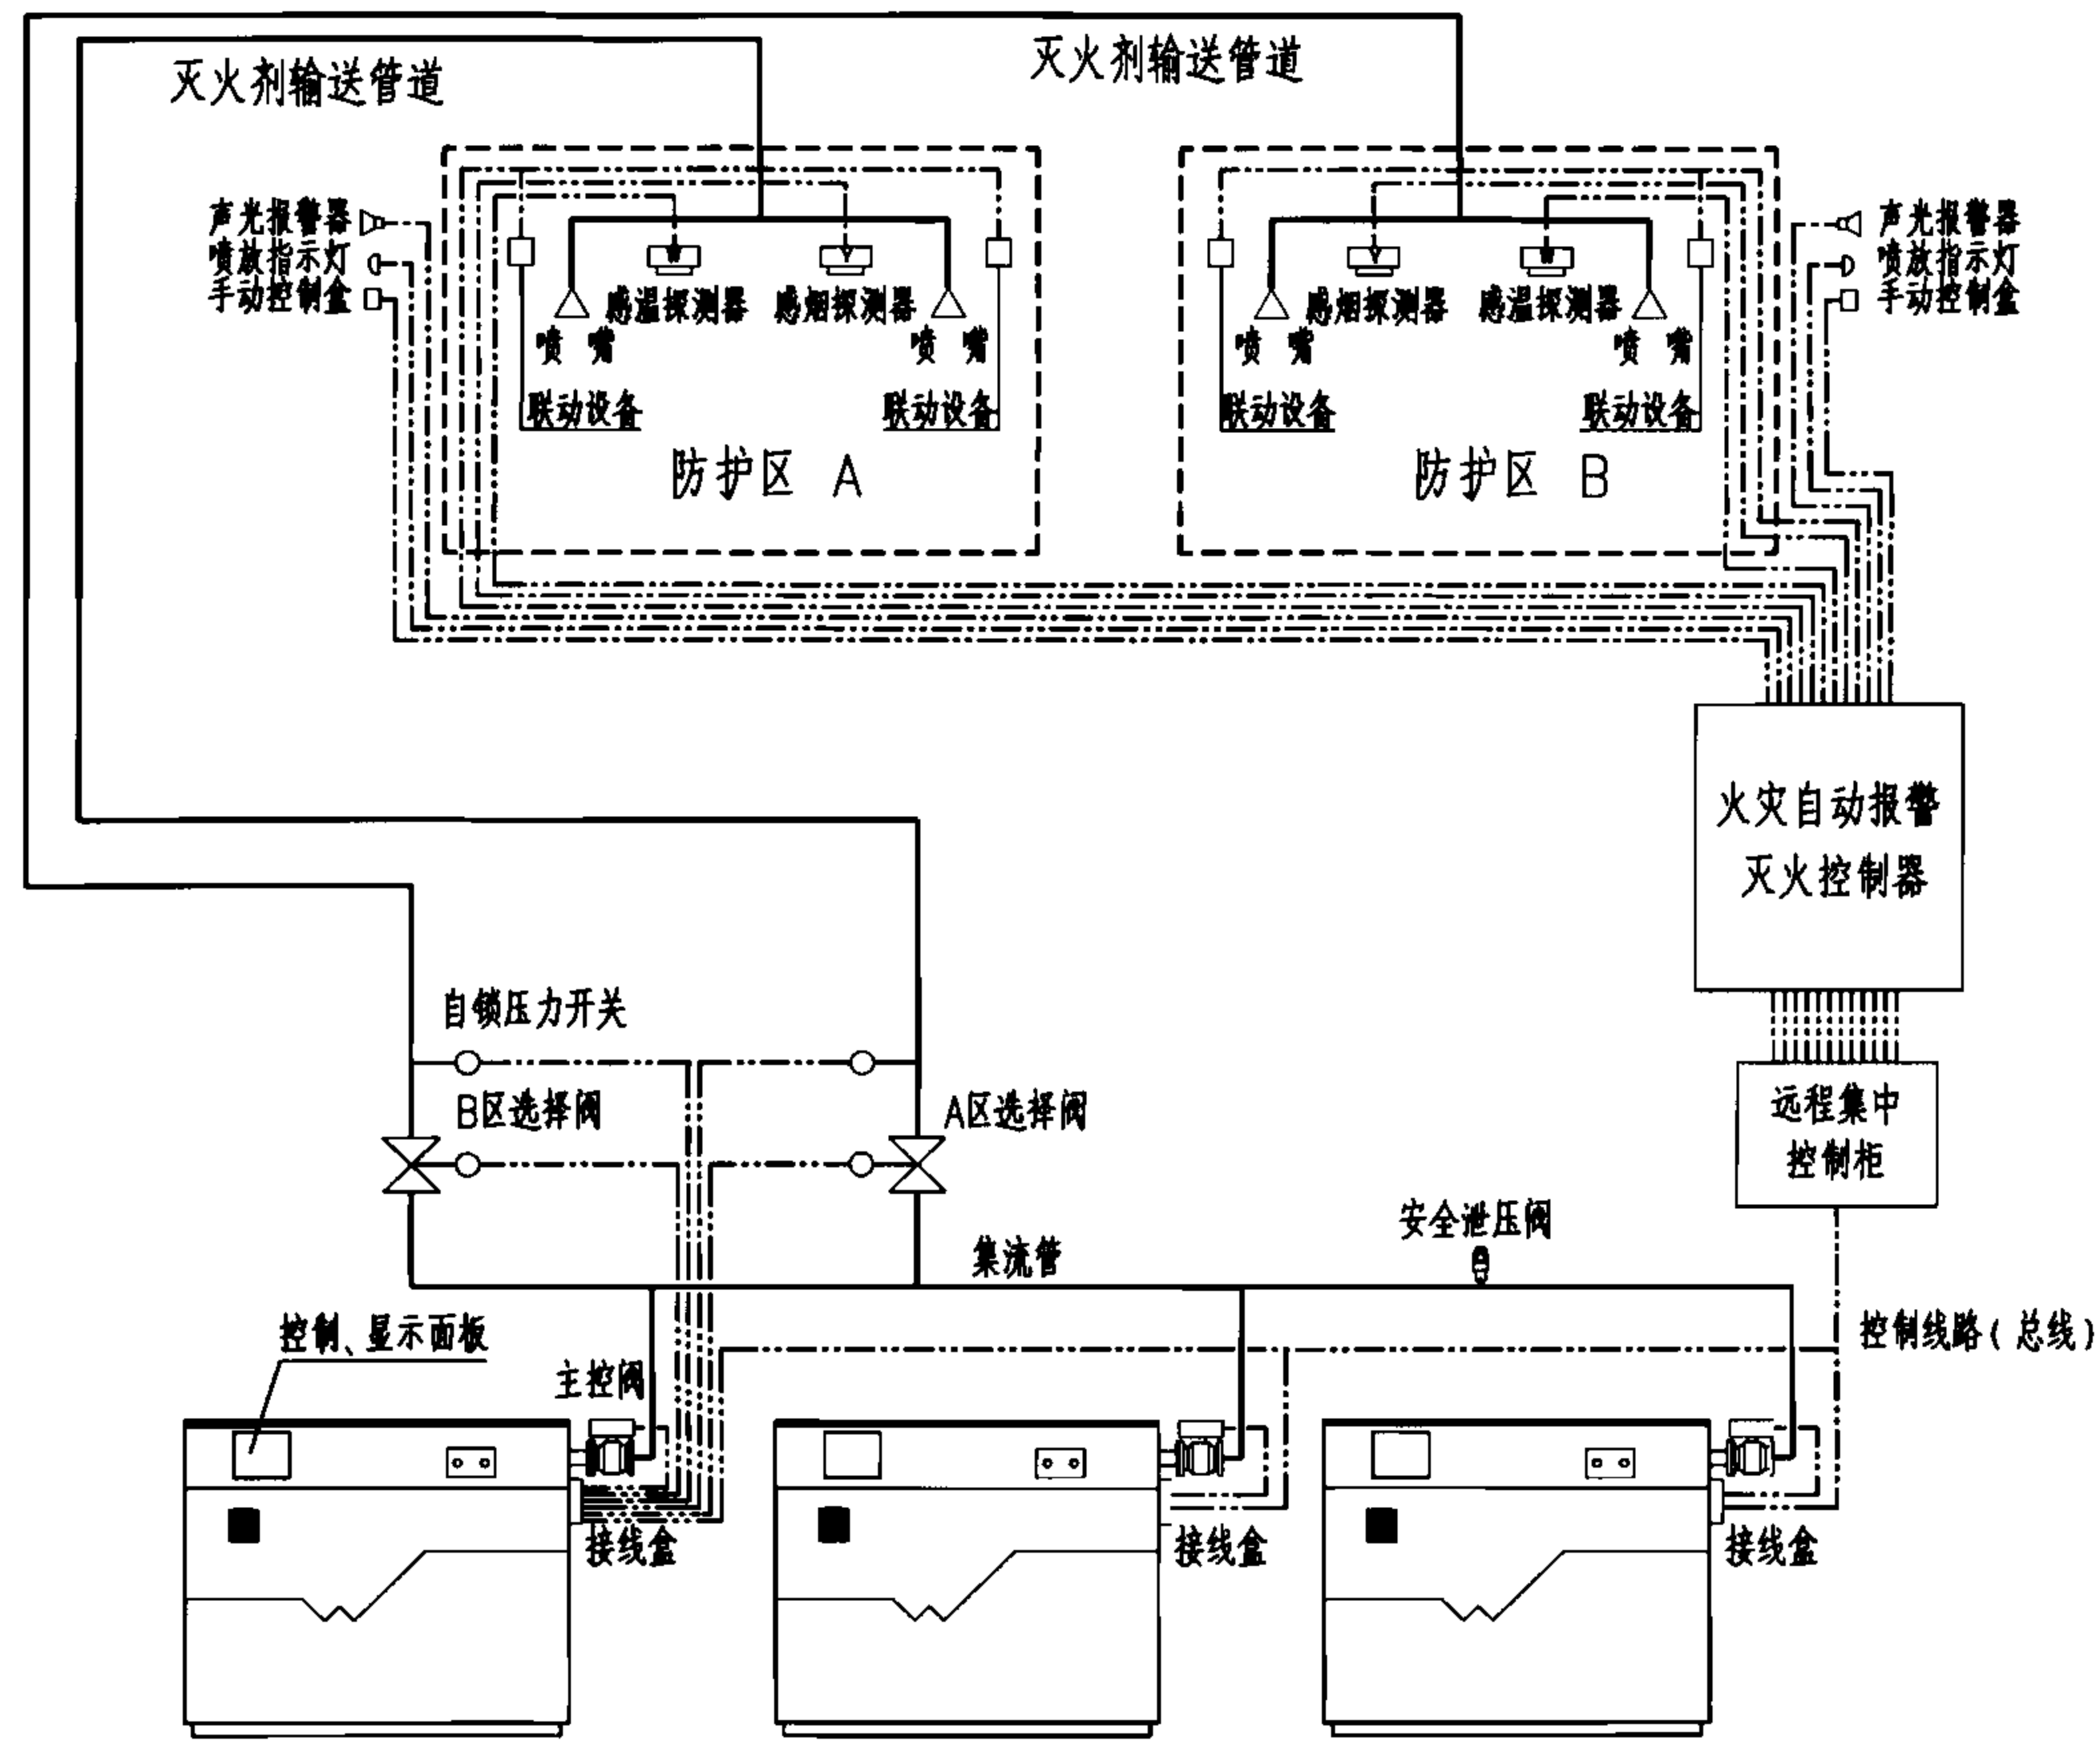 灭火剂输送管道
灭火剂输送管道
声光报警器
喷放指示灯
手动控制盒
感温探测器
感烟探测器
喷嘴
喷嘴
联动设备
联动设备
防护区 A
感烟探测器
感温探测器
喷嘴
喷嘴
联动设备
联动设备
防护区 B
声光报警器
喷放指示灯
手动控制盒
火灾自动报警
灭火控制器
自锁压力开关
B区选择阀
A区选择阀
远程集中
控制柜
安全泄压阀
集流管
控制、显示面板
主控阀
控制线路(总线)
接线盒
接线盒
接线盒